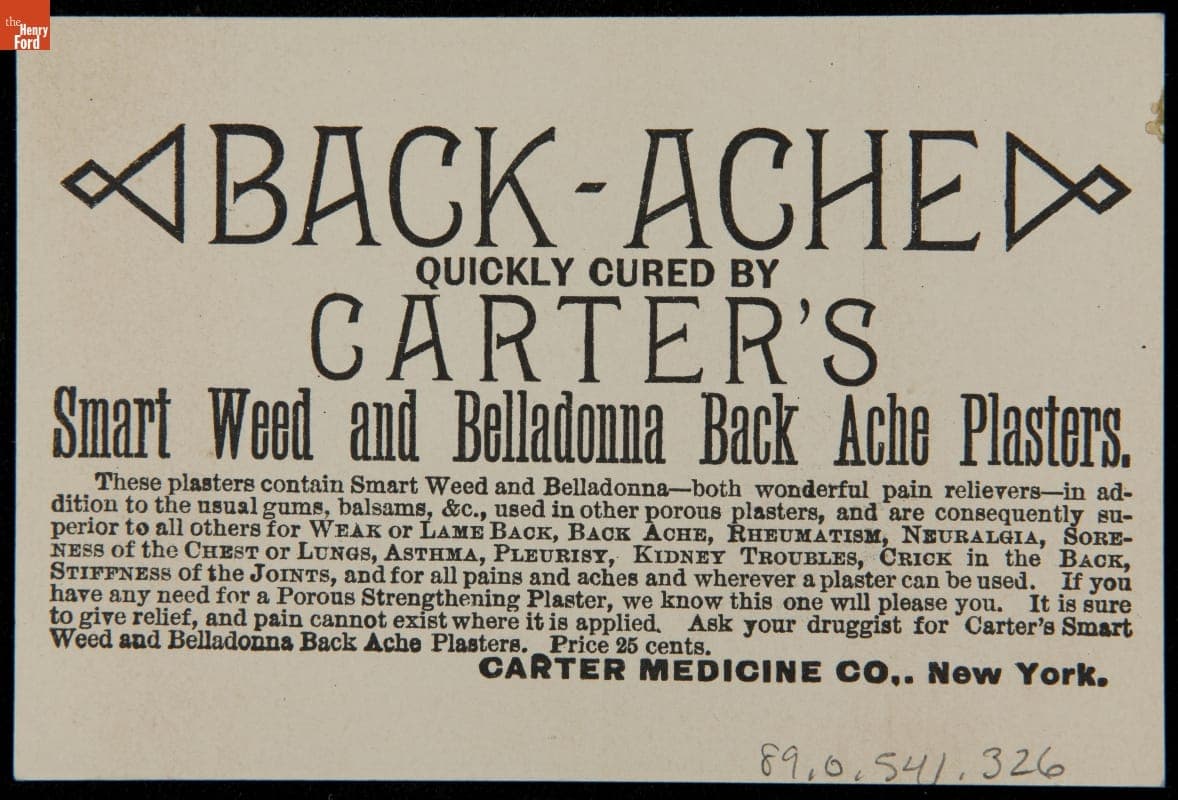 the
Henry
Ford
BACK-ACHE
QUICKLY CURED BY
CARTER'S
Smart Weed and Belladonna Back Ache Plasters.
These plasters contain Smart Weed and Belladonna—both wonderful pain relievers—in ad-
dition to the usual gums, balsams, &c., used in other porous plasters, and are consequently su-
perior to all others for WEAK or LAME BACK, BACK ACHE, RHEUMATISM, NEURALGIA, SORE-
NESS of the CHEST or LUNGS, ASTHMA, PLEURISY, KIDNEY TROUBLES, CRICK in the BACK,
STIFFNESS of the JOINTS, and for all pains and aches and wherever a plaster can be used. If you
have any need for a Porous Strengthening Plaster, we know this one will please you. It is sure
to give relief, and pain cannot exist where it is applied. Ask your druggist for Carter's Smart
Weed and Belladonna Back Ache Plasters. Price 25 cents.
CARTER MEDICINE CO,. New York.
89.0.541.326